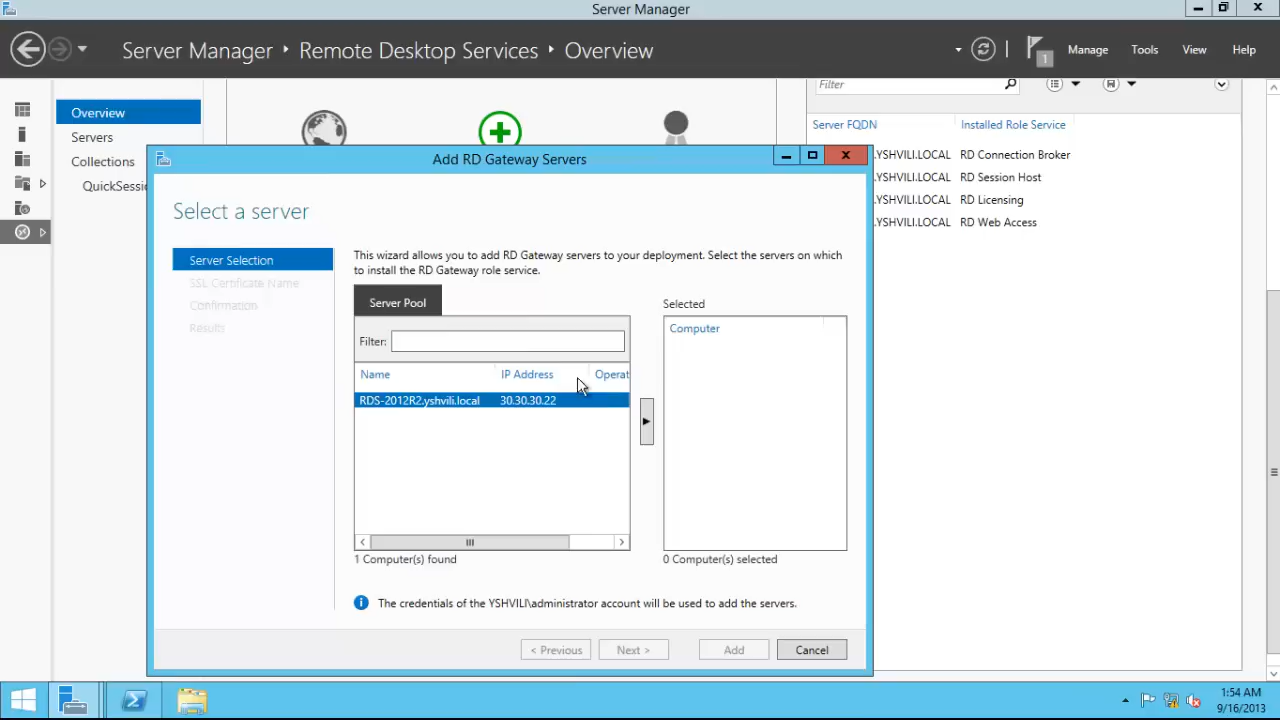 Server Manager
Server Manager ‣ Remote Desktop Services ‣ Overview
1
Manage
Tools
View
Help
Overview
Servers
Collections
QuickSessi
Filter
Server FQDN
Installed Role Service
.YSHVILI.LOCAL RD Connection Broker
.YSHVILI.LOCAL RD Session Host
.YSHVILI.LOCAL RD Licensing
.YSHVILI.LOCAL RD Web Access
Add RD Gateway Servers
Select a server
Server Selection
SSL Certificate Name
Confirmation
Results
This wizard allows you to add RD Gateway servers to your deployment. Select the servers on which
to install the RD Gateway role service.
Server Pool
Filter:
Name
IP Address
Operat
RDS-2012R2.yshvili.local 30.30.30.22
1 Computer(s) found
Selected
Computer
0 Computer(s) selected
The credentials of the YSHVILI\administrator account will be used to add the servers.
< Previous
Next >
Add
Cancel
1:54 AM
9/16/2013